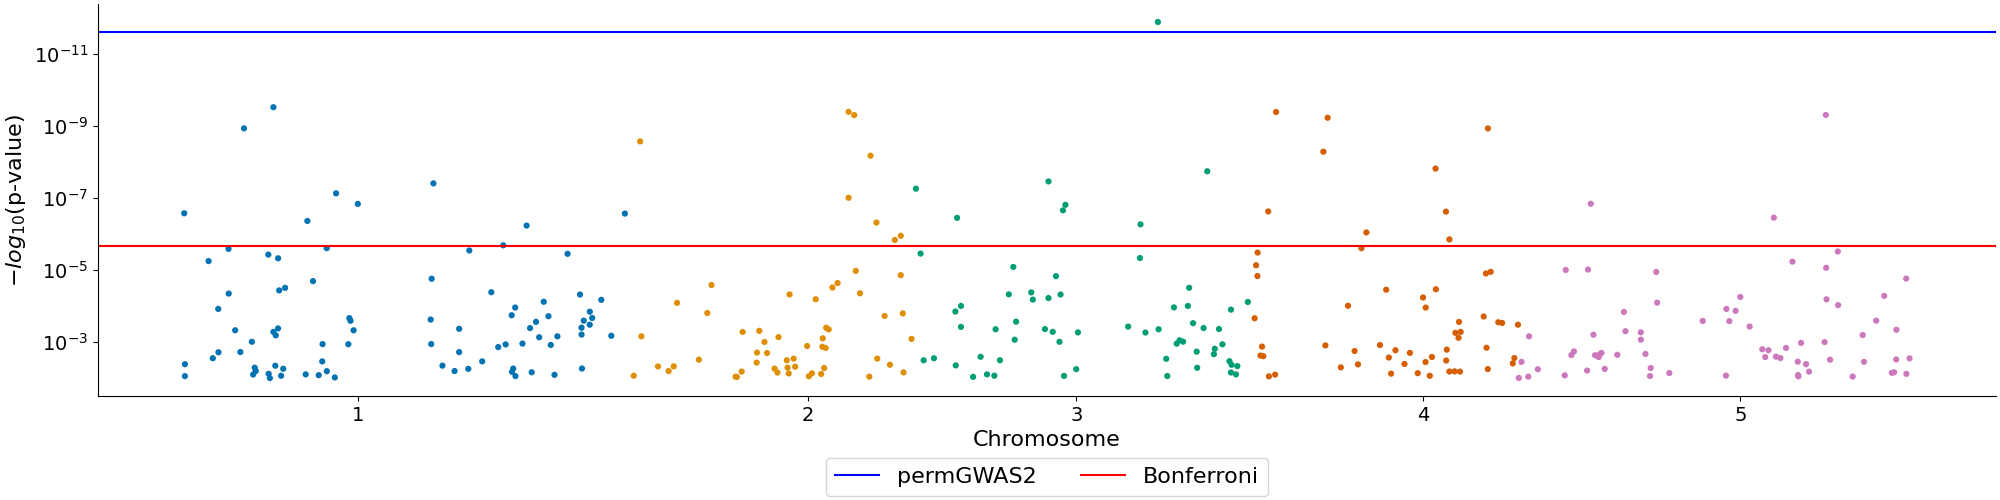 −log₁₀(p-value)
10⁻¹¹
10⁻⁹
10⁻⁷
10⁻⁵
10⁻³
1 2 3 4 5
Chromosome
permGWAS2 Bonferroni